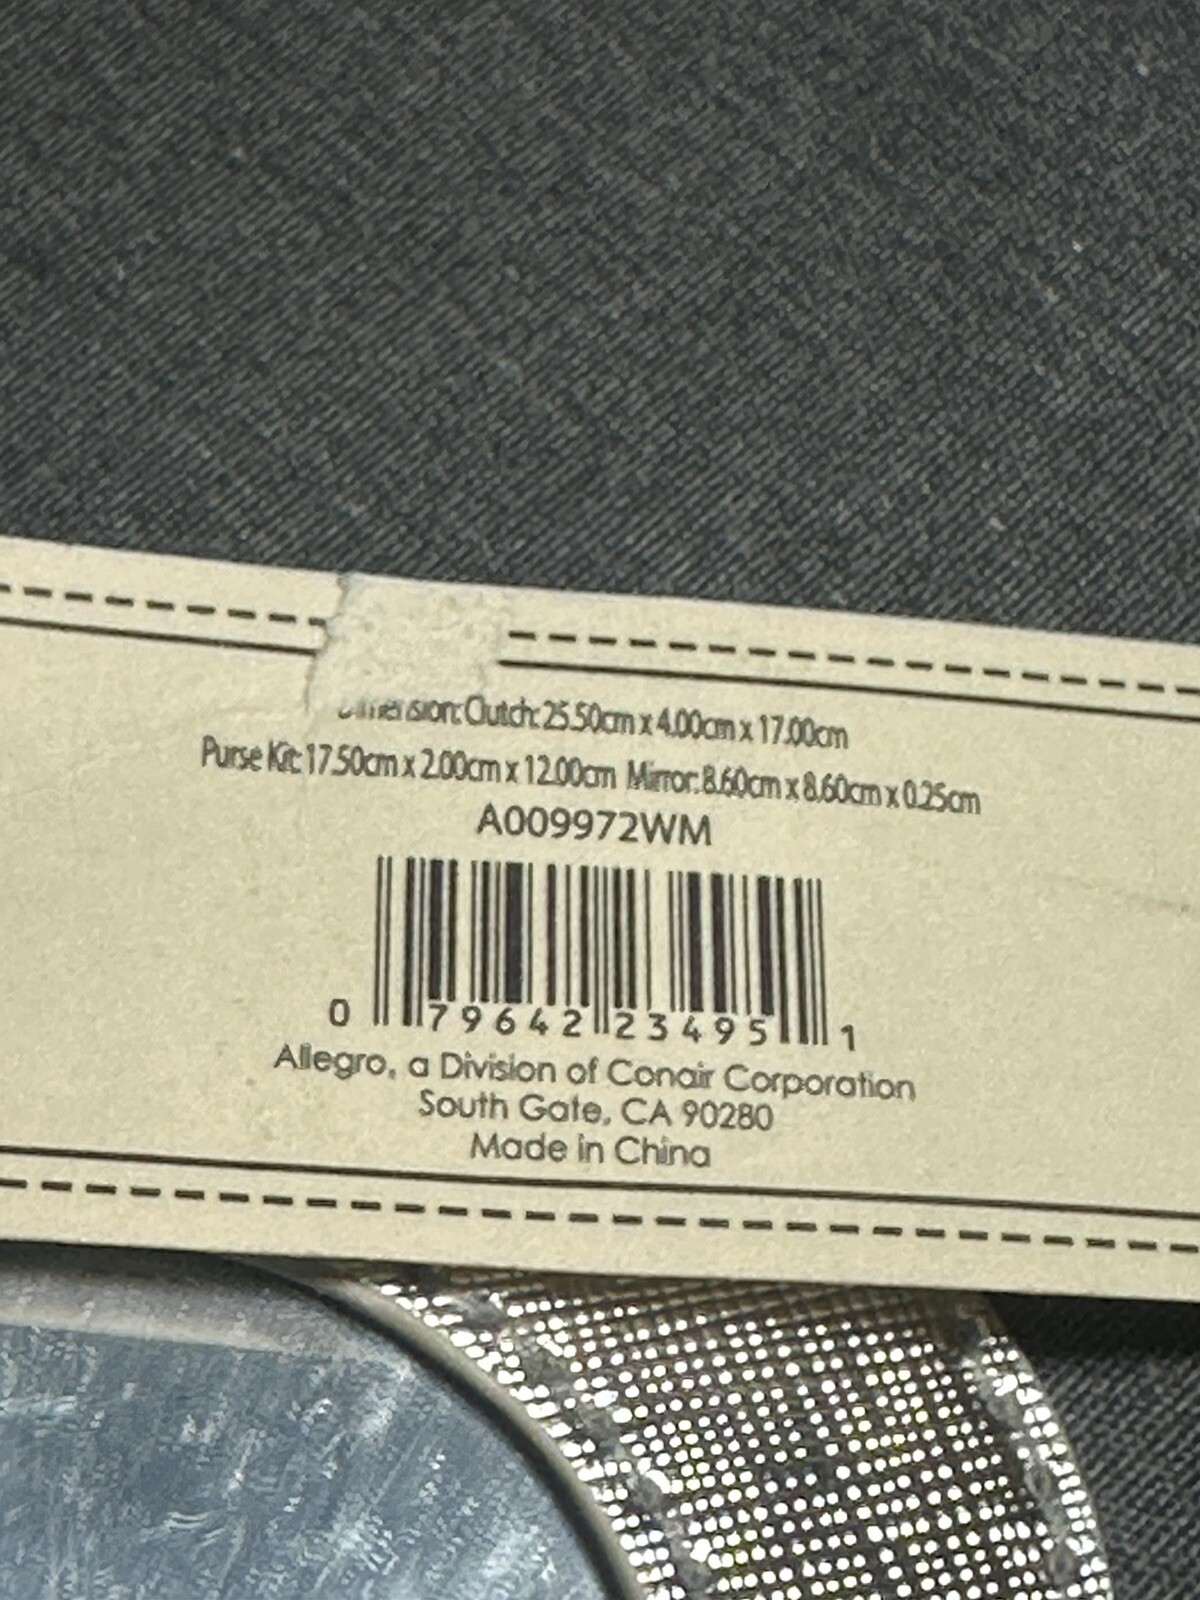 Dimension: Clutch: 25.50cm x 4.00cm x 17.00cm
Purse Kit: 17.50cm x 2.00cm x 12.00cm Mirror: 8.60cm x 8.60cm x 0.25cm
A009972WM
0 79642 23495 1
Allegro, a Division of Conair Corporation
South Gate, CA 90280
Made in China